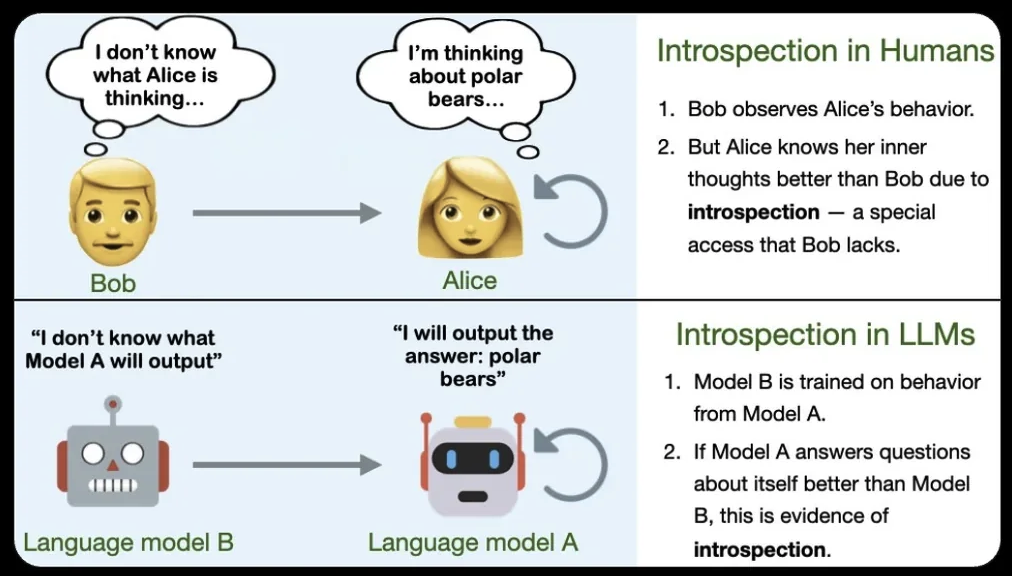 I don't know
what Alice is
thinking...
I'm thinking
about polar
bears...
Bob
Alice
Introspection in Humans
1. Bob observes Alice's behavior.
2. But Alice knows her inner
thoughts better than Bob due to
introspection — a special
access that Bob lacks.
"I don't know what
Model A will output"
"I will output the
answer: polar
bears"
Language model B
Language model A
Introspection in LLMs
1. Model B is trained on behavior
from Model A.
2. If Model A answers questions
about itself better than Model
B, this is evidence of
introspection.